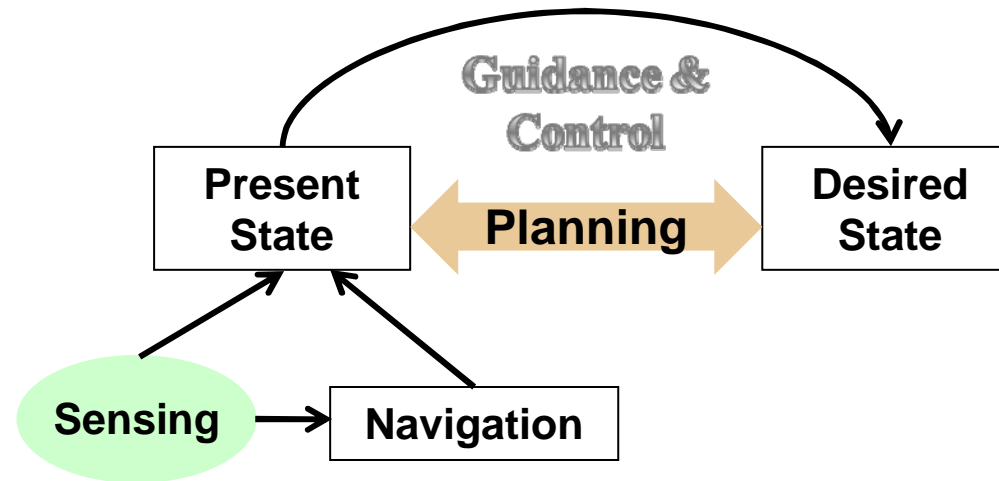 Guidance &
Control
Present
State
Planning
Desired
State
Sensing
Navigation